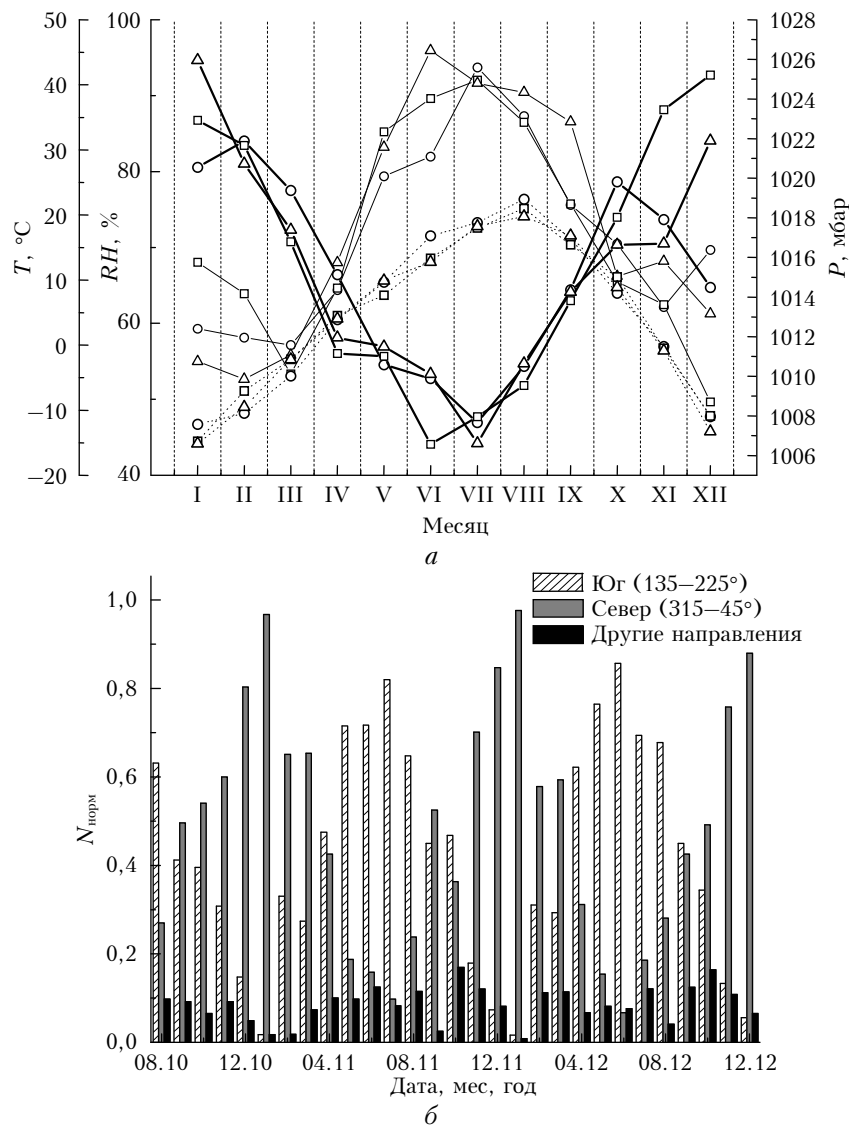 50
40
30
20
10
0
−10
−20
T, °C
100
80
60
40
RH, %
1028
1026
1024
1022
1020
1018
1016
1014
1012
1010
1008
1006
P, мбар
I II III IV V VI VII VIII IX X XI XII
Месяц
а
Юг (135–225°)
Север (315–45°)
Другие направления
1,0
0,8
0,6
0,4
0,2
0,0
Nнорм
08.10 12.10 04.11 08.11 12.11 04.12 08.12 12.12
Дата, мес, год
б